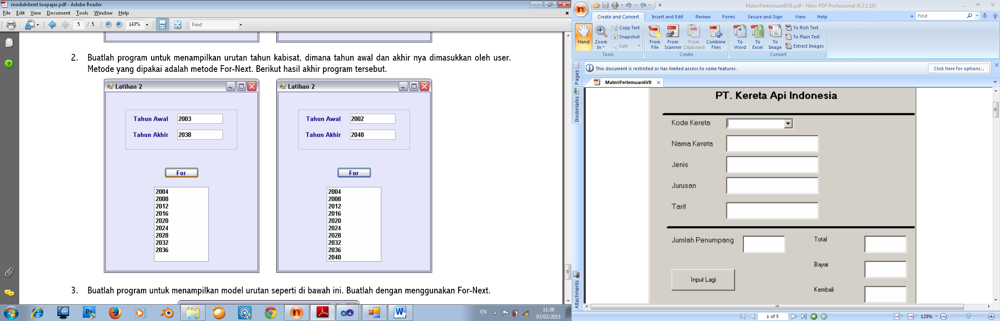 modulvbnet loopajar.pdf - Adobe Reader
File Edit View Document Tools Window Help
5 / 5 143% Find
2. Buatlah program untuk menampilkan urutan tahun kabisat, dimana tahun awal dan akhir nya dimasukkan oleh user.
Metode yang dipakai adalah metode For-Next. Berikut hasil akhir program tersebut.
Latihan 2
Tahun Awal 2003
Tahun Akhir 2038
For
2004
2008
2012
2016
2020
2024
2028
2032
2036
Latihan 2
Tahun Awal 2002
Tahun Akhir 2040
For
2004
2008
2012
2016
2020
2024
2028
2032
2036
2040
3. Buatlah program untuk menampilkan model urutan seperti di bawah ini. Buatlah dengan menggunakan For-Next.
KMP Ps W
EN 11:38
03/02/2015
MateriPertemuan6VB.pdf - Nitro PDF Professional (6.2.1.10)
Create and Convert Insert and Edit Review Forms Secure and Sign View Help Find
Hand
Zoom In
Copy Text
Snapshot
Edit
Tools
From File
From Scanner
From Clipboard
Combine Files
Create
To Word
To Excel
To Image
To Rich Text
To Plain Text
Extract Images
Convert
This document is restricted or has limited access to some features. Click here for options...
Pages
Bookmarks
Attachments
MateriPertemuan6VB
PT. Kereta Api Indonesia
Kode Kereta
Nama Kereta
Jenis
Jurusan
Tarif
Jumlah Penumpang Total
Bayar
Input Lagi
Kembali
1 of 5 125%